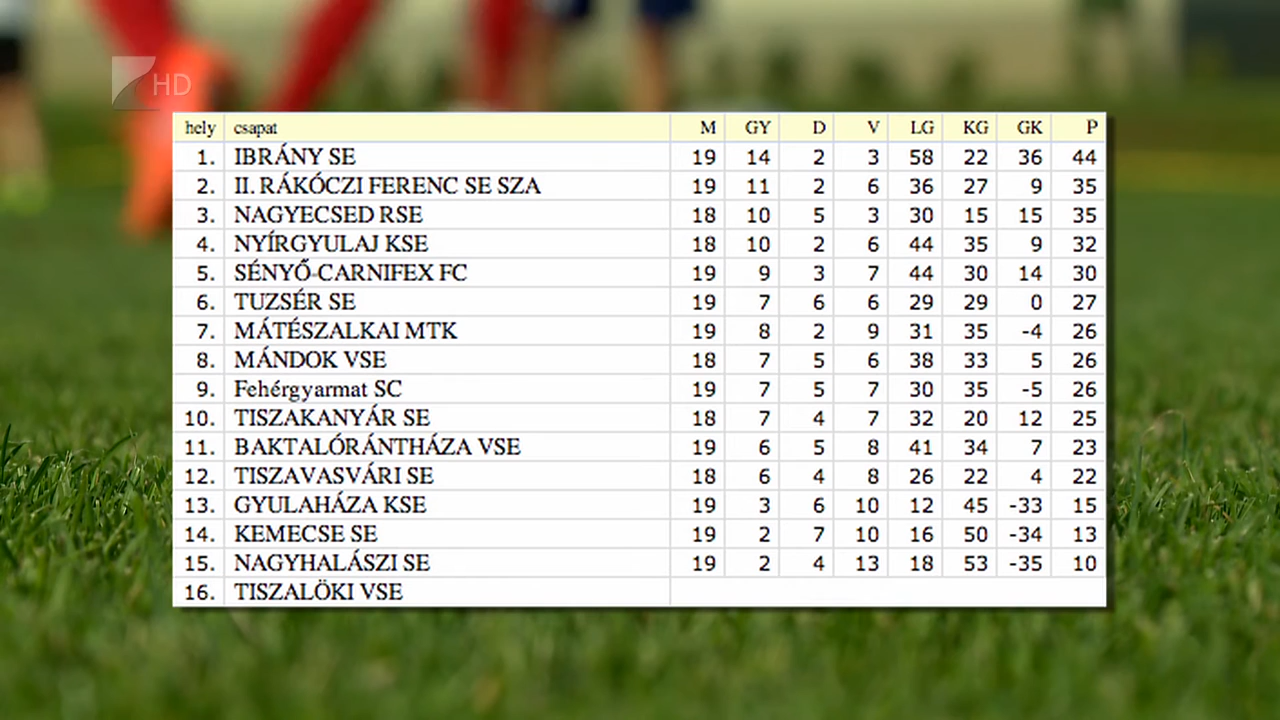 HD
hely csapat M GY D V LG KG GK P
1. IBRÁNY SE 19 14 2 3 58 22 36 44
2. II. RÁKÓCZI FERENC SE SZA 19 11 2 6 36 27 9 35
3. NAGYECSED RSE 18 10 5 3 30 15 15 35
4. NYÍRGYULAJ KSE 18 10 2 6 44 35 9 32
5. SÉNYŐ-CARNIFEX FC 19 9 3 7 44 30 14 30
6. TUZSÉR SE 19 7 6 6 29 29 0 27
7. MÁTÉSZALKAI MTK 19 8 2 9 31 35 -4 26
8. MÁNDOK VSE 18 7 5 6 38 33 5 26
9. Fehérgyarmat SC 19 7 5 7 30 35 -5 26
10. TISZAKANYÁR SE 18 7 4 7 32 20 12 25
11. BAKTALÓRÁNTHÁZA VSE 19 6 5 8 41 34 7 23
12. TISZAVASVÁRI SE 18 6 4 8 26 22 4 22
13. GYULAHÁZA KSE 19 3 6 10 12 45 -33 15
14. KEMECSE SE 19 2 7 10 16 50 -34 13
15. NAGYHALÁSZI SE 19 2 4 13 18 53 -35 10
16. TISZALÖKI VSE